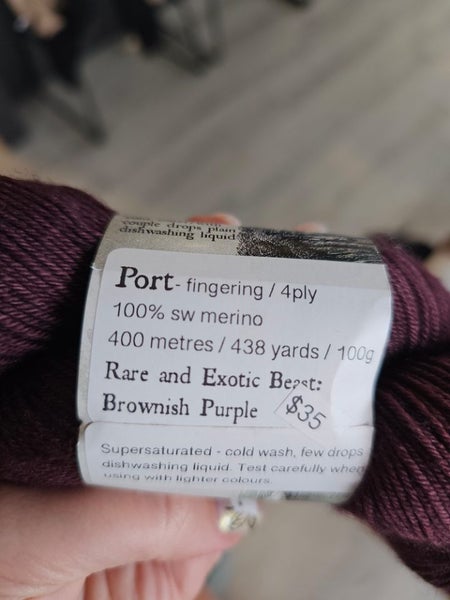 couple drops plain
dishwashing liquid
Port- fingering / 4ply
100% sw merino
400 metres / 438 yards / 100g
Rare and Exotic Beast:
Brownish Purple
$35
Supersaturated - cold wash, few drops
dishwashing liquid. Test carefully when
using with lighter colours.